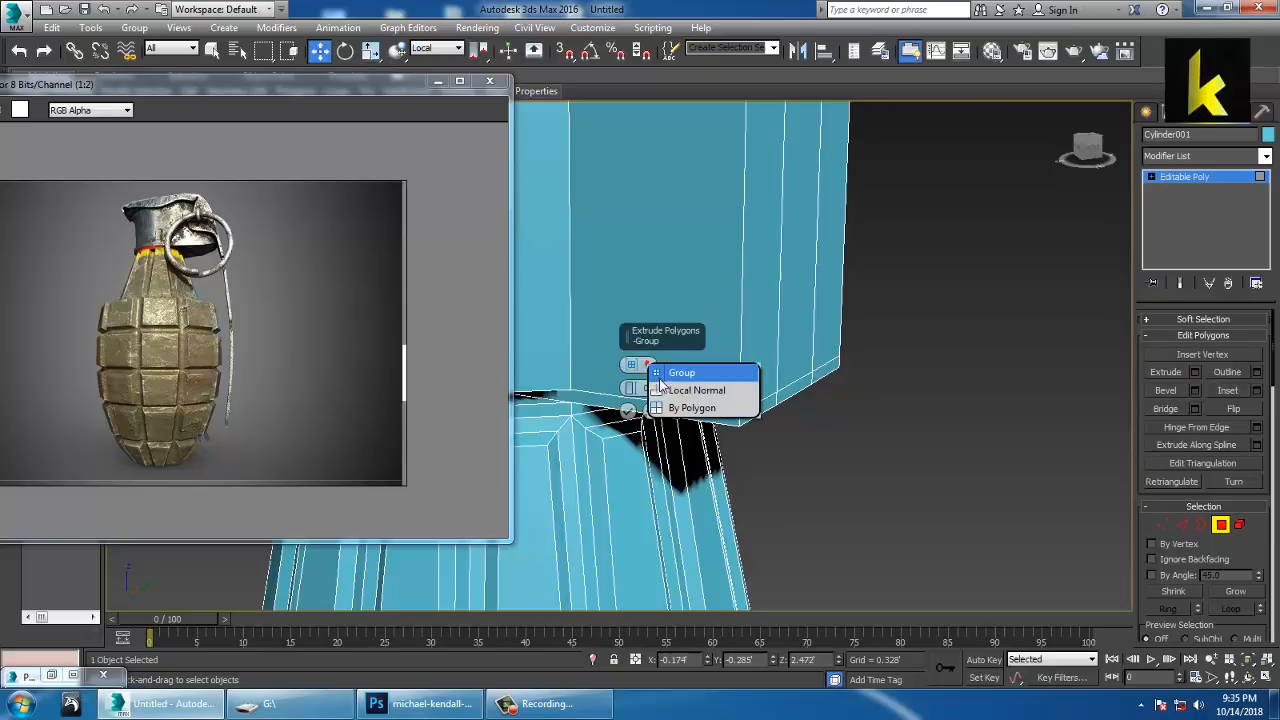 Workspace: Default
Autodesk 3ds Max 2016    Untitled
Type a keyword or phrase
Sign In
MAX
Edit Tools Group Views Create Modifiers Animation Graph Editors Rendering Civil View Customize Scripting Help
All
Local
Create Selection Se
or 8 Bits/Channel (1:2)
Properties
RGB Alpha
k
Cylinder001
Modifier List
Editable Poly
Extrude Polygons
-Group
Group
Local Normal
By Polygon
Soft Selection
Edit Polygons
Insert Vertex
Extrude Outline
Bevel Inset
Bridge Flip
Hinge From Edge
Extrude Along Spline
Edit Triangulation
Retriangulate Turn
Selection
By Vertex
Ignore Backfacing
By Angle: 45.0
Shrink Grow
Ring Loop
Preview Selection
Off SubObj Multi
0 / 100
0 5 10 15 20 25 30 35 40 45 50 55 60 65 70 75 80 85 90 95 100
1 Object Selected
X: -0.174' Y: -0.285' Z: 2.472' Grid = 0.328'
Auto Key Selected
P...
-and-drag to select objects
Add Time Tag
Set Key Key Filters...
0
Untitled - Autodes...
G:\
michael-kendall-...
Recording...
9:35 PM
10/14/2018